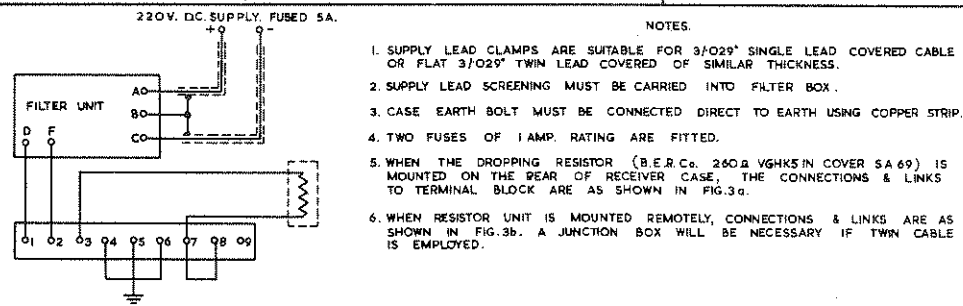 220V. D.C. SUPPLY. FUSED 5A.
+ -
A
FILTER UNIT
B
D F
C
1 2 3 4 5 6 7 8 9
NOTES.
1. SUPPLY LEAD CLAMPS ARE SUITABLE FOR 3/029" SINGLE LEAD COVERED CABLE
OR FLAT 3/029" TWIN LEAD COVERED OF SIMILAR THICKNESS.
2. SUPPLY LEAD SCREENING MUST BE CARRIED INTO FILTER BOX.
3. CASE EARTH BOLT MUST BE CONNECTED DIRECT TO EARTH USING COPPER STRIP.
4. TWO FUSES OF 1 AMP. RATING ARE FITTED.
5. WHEN THE DROPPING RESISTOR (B.E.R. Co. 260Ω VGHK5 IN COVER SA 69) IS
MOUNTED ON THE REAR OF RECEIVER CASE, THE CONNECTIONS & LINKS
TO TERMINAL BLOCK ARE AS SHOWN IN FIG.3a.
6. WHEN RESISTOR UNIT IS MOUNTED REMOTELY, CONNECTIONS & LINKS ARE AS
SHOWN IN FIG.3b. A JUNCTION BOX WILL BE NECESSARY IF TWIN CABLE
IS EMPLOYED.